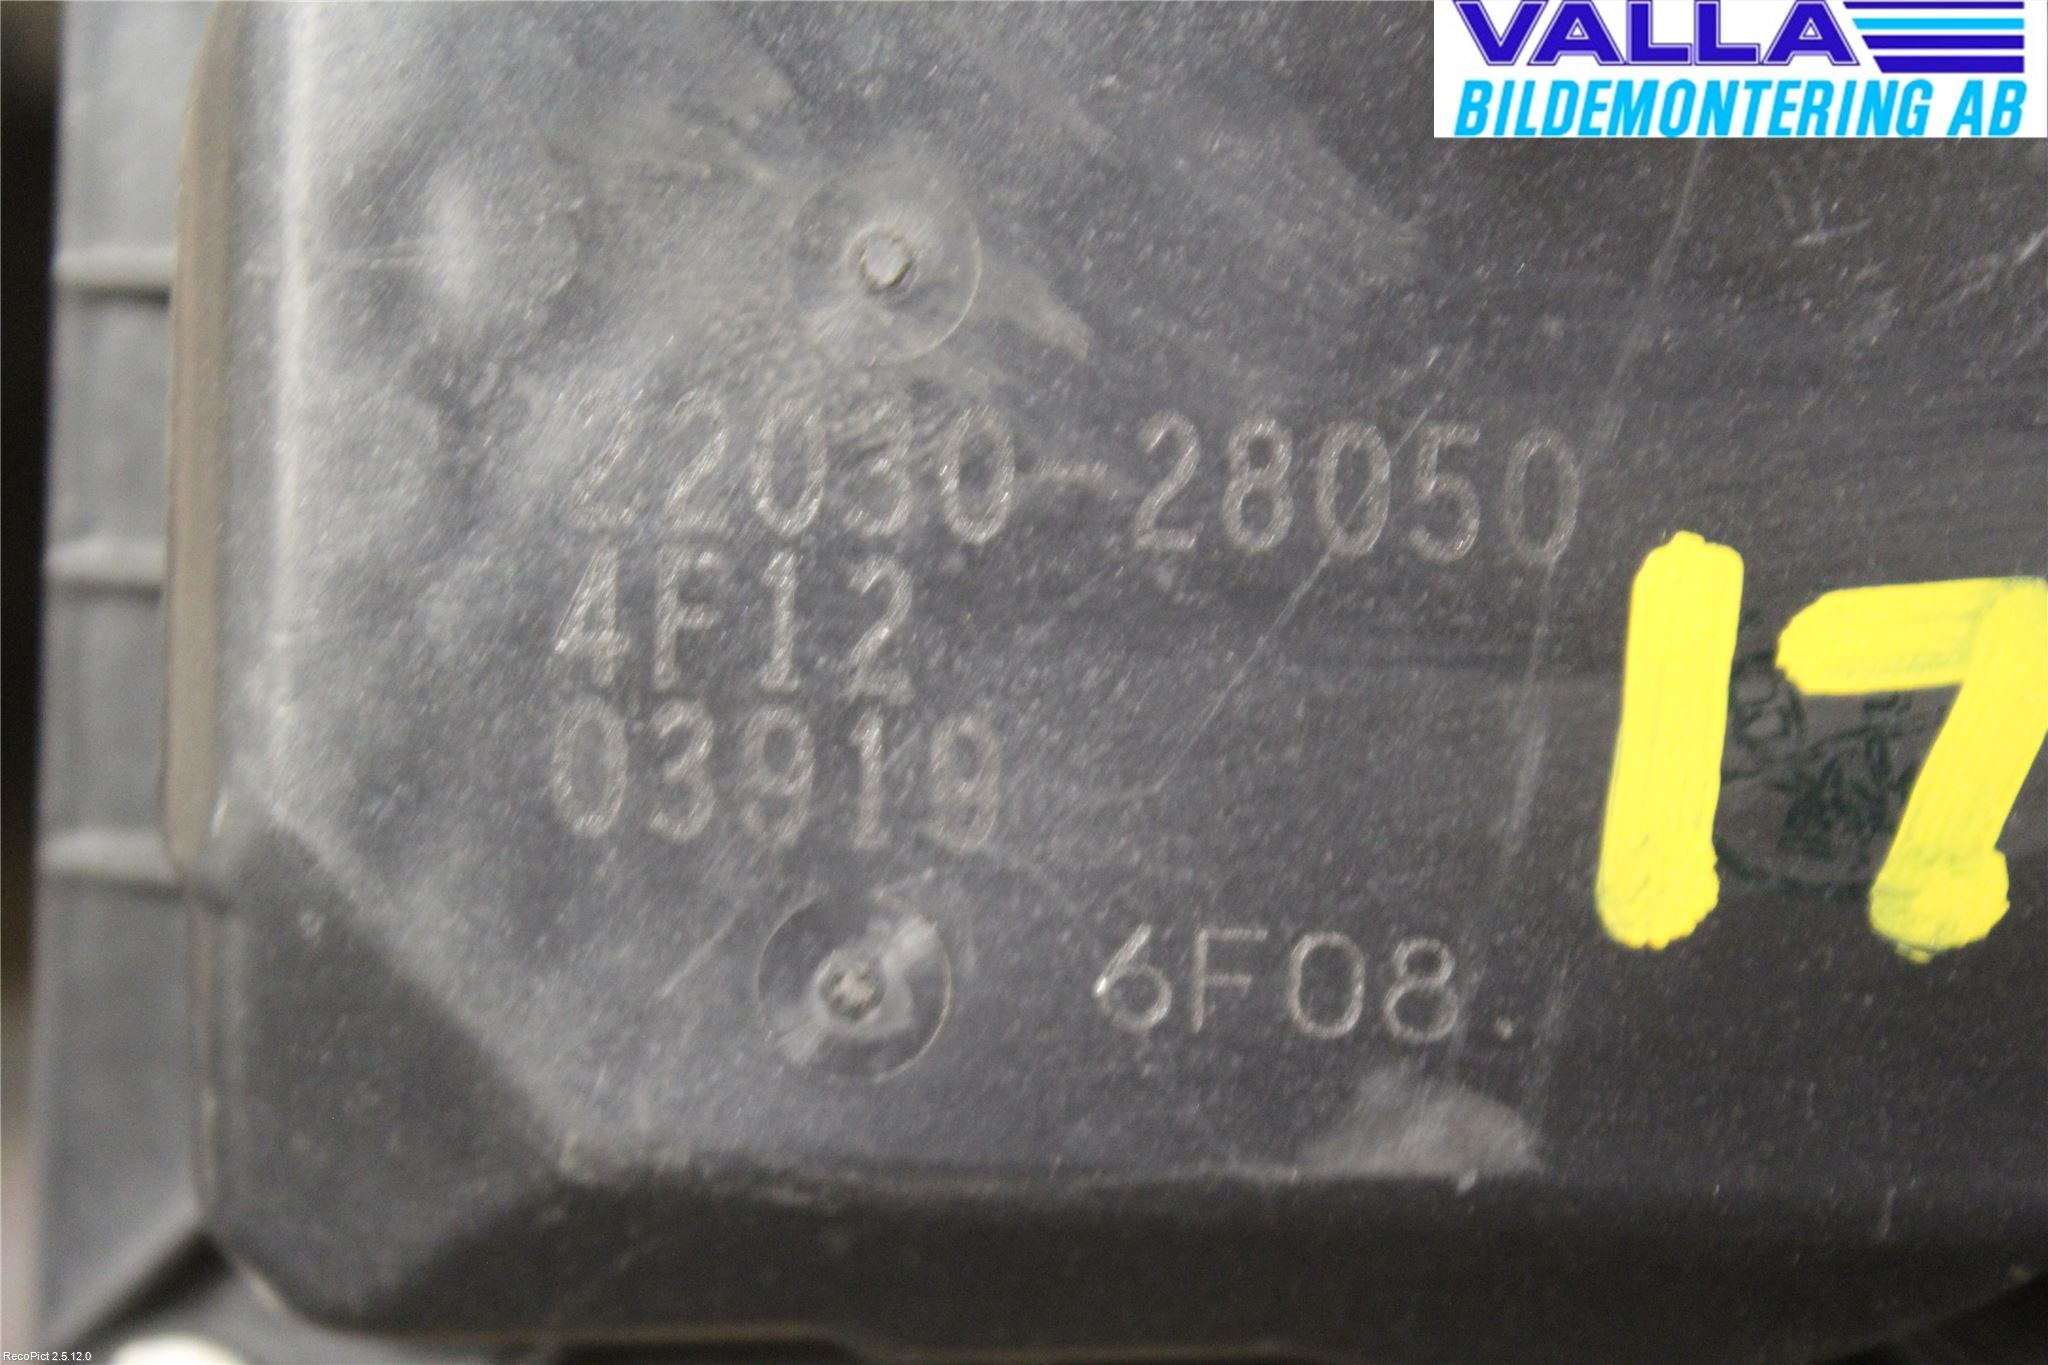 VALLA
BILDEMONTERING AB
22030-28050
4F12
03919
17
6F08.
RecoPict 2.5.12.0